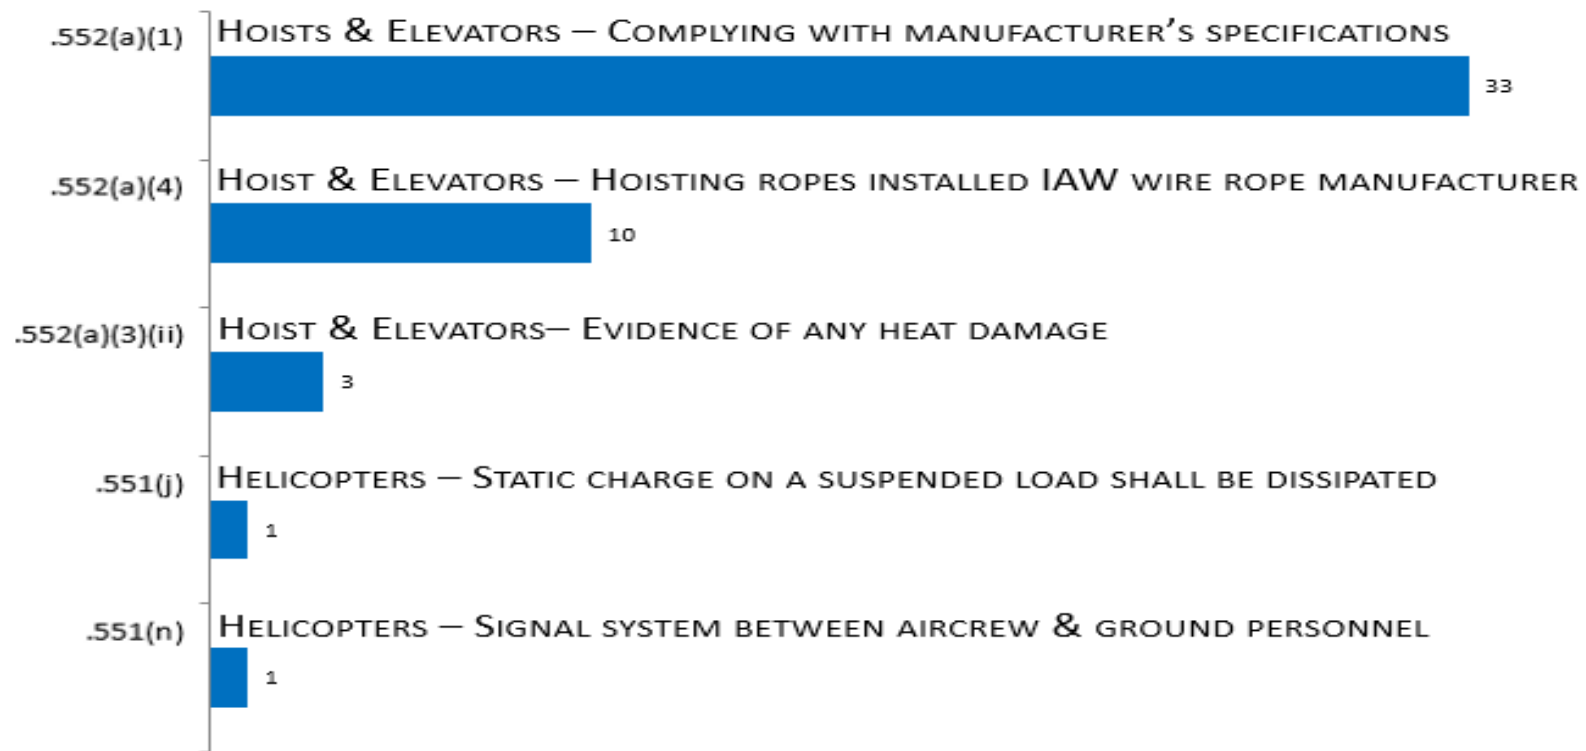 .552(a)(1) Hoists & Elevators – Complying with manufacturer's specifications
33
.552(a)(4) Hoist & Elevators – Hoisting ropes installed IAW wire rope manufacturer
10
.552(a)(3)(ii) Hoist & Elevators– Evidence of any heat damage
3
.551(j) Helicopters – Static charge on a suspended load shall be dissipated
1
.551(n) Helicopters – Signal system between aircrew & ground personnel
1